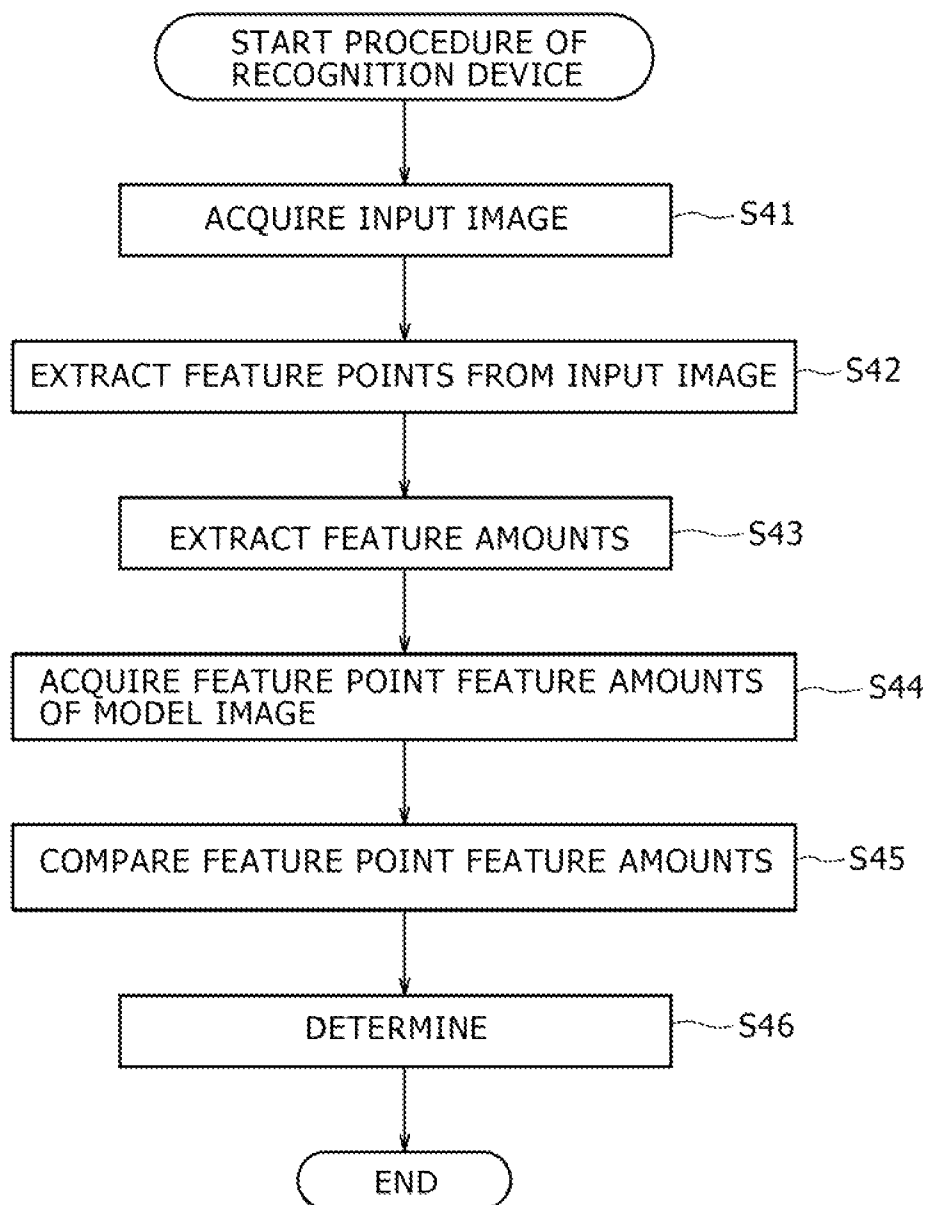 START PROCEDURE OF
RECOGNITION DEVICE
ACQUIRE INPUT IMAGE
S41
EXTRACT FEATURE POINTS FROM INPUT IMAGE
S42
EXTRACT FEATURE AMOUNTS
S43
ACQUIRE FEATURE POINT FEATURE AMOUNTS
OF MODEL IMAGE
S44
COMPARE FEATURE POINT FEATURE AMOUNTS
S45
DETERMINE
S46
END